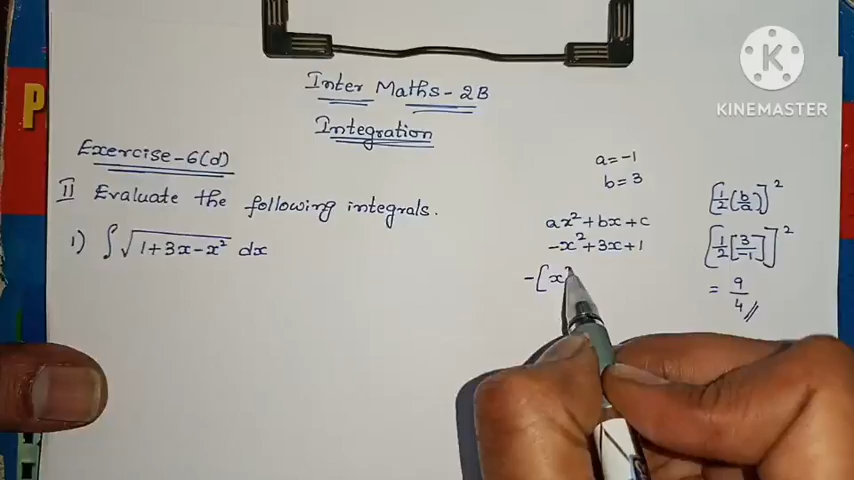 K
KINEMASTER
P
Inter Maths-2B
Integration
Exercise-6(d)
II Evaluate the following integrals.
1) ∫√(1+3x-x²) dx
a=-1
b=3
ax²+bx+c
-x²+3x+1
-[x²
[1/2(b/a)]²
[1/2[3/-1]]²
= 9/4//